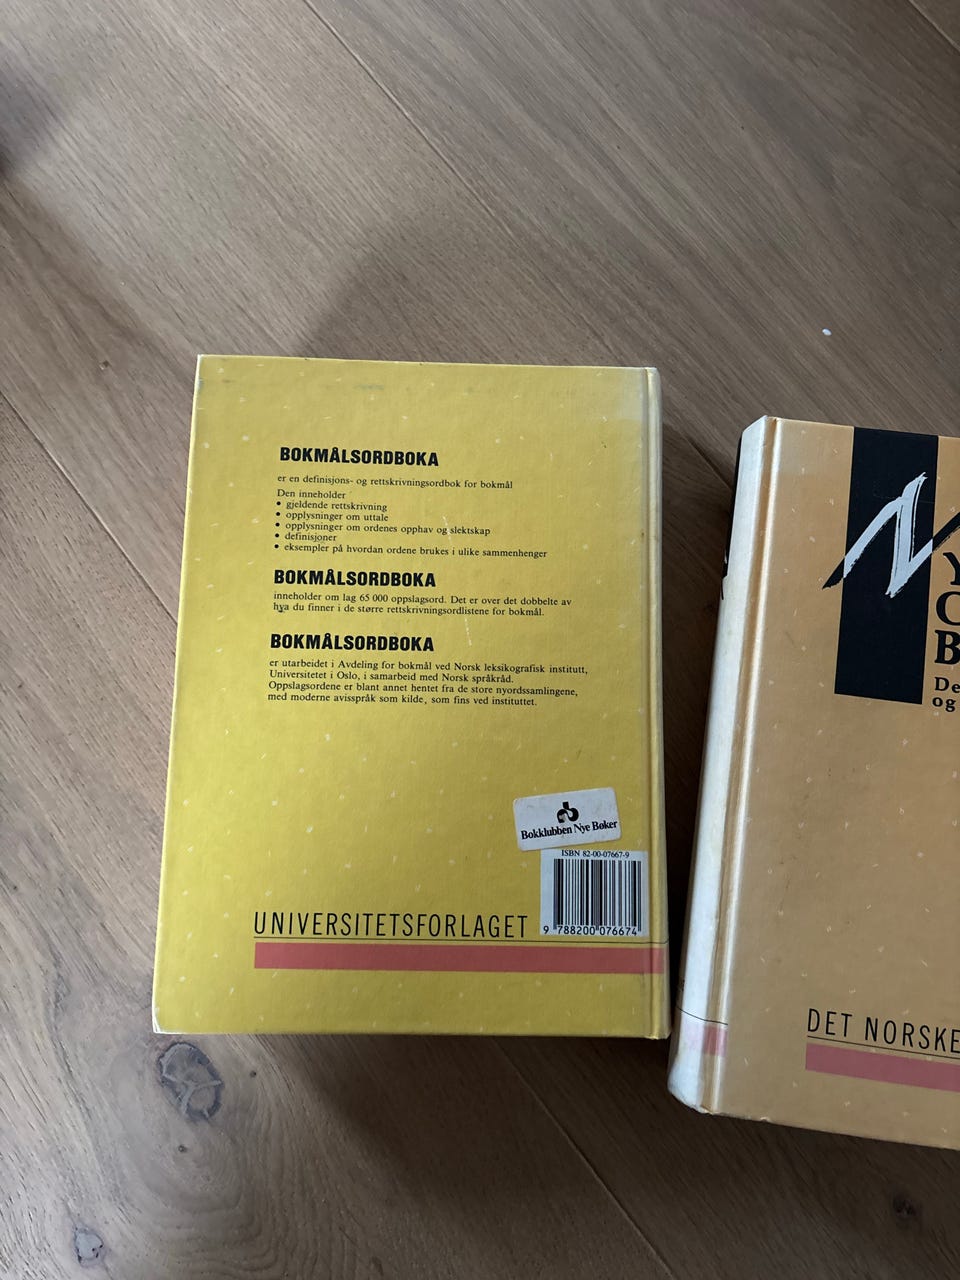 BOKMÅLSORDBOKA
er en definisjons- og rettskrivningsordbok for bokmål
Den inneholder
• gjeldende rettskrivning
• opplysninger om uttale
• opplysninger om ordenes opphav og slektskap
• definisjoner
• eksempler på hvordan ordene brukes i ulike sammenhenger
BOKMÅLSORDBOKA
inneholder om lag 65 000 oppslagsord. Det er over det dobbelte av
hva du finner i de større rettskrivningsordlistene for bokmål.
BOKMÅLSORDBOKA
er utarbeidet i Avdeling for bokmål ved Norsk leksikografisk institutt,
Universitetet i Oslo, i samarbeid med Norsk språkråd.
Oppslagsordene er blant annet hentet fra de store nyordssamlingene,
med moderne avisspråk som kilde, som fins ved instituttet.
Bokklubben Nye Bøker
ISBN 82-00-07667-9
9 788200 076674
UNIVERSITETSFORLAGET
N
Y
B
De
og
DET NORSKE